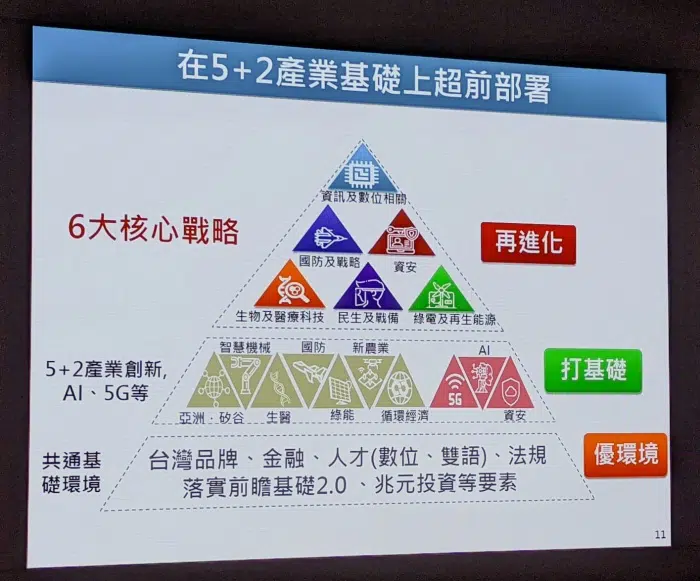 在5+2產業基礎上超前部署
資訊及數位相關
6大核心戰略
再進化
國防及戰略
資安
生物及醫療科技
民生及戰備
綠電及再生能源
5+2產業創新,
AI、5G等
智慧機械
國防
新農業
AI
打基礎
5G
亞洲．矽谷
生醫
綠能
循環經濟
資安
共通基
礎環境
台灣品牌、金融、人才(數位、雙語)、法規
落實前瞻基礎2.0 、兆元投資等要素
優環境
11